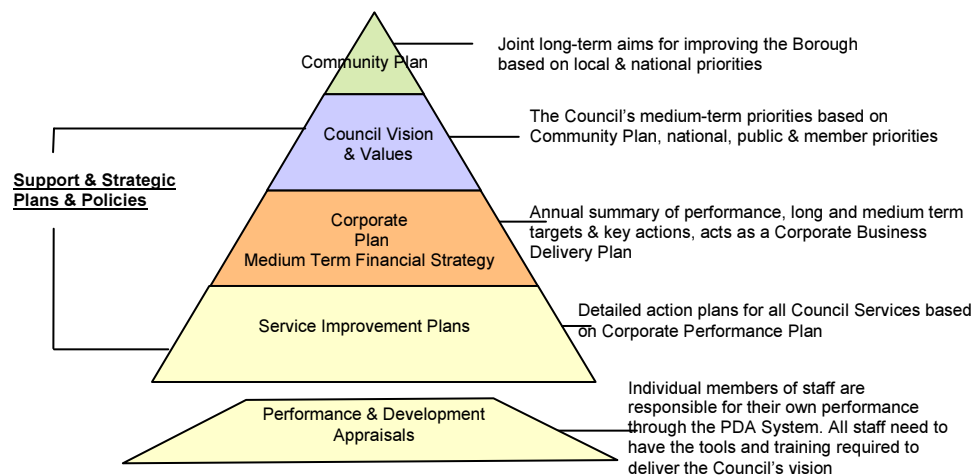 Community Plan
Joint long-term aims for improving the Borough
based on local & national priorities
Council Vision
& Values
The Council’s medium-term priorities based on
Community Plan, national, public & member priorities
Support & Strategic
Plans & Policies
Corporate
Plan
Medium Term Financial Strategy
Annual summary of performance, long and medium term
targets & key actions, acts as a Corporate Business
Delivery Plan
Service Improvement Plans
Detailed action plans for all Council Services based
on Corporate Performance Plan
Performance & Development
Appraisals
Individual members of staff are
responsible for their own performance
through the PDA System. All staff need to
have the tools and training required to
deliver the Council’s vision